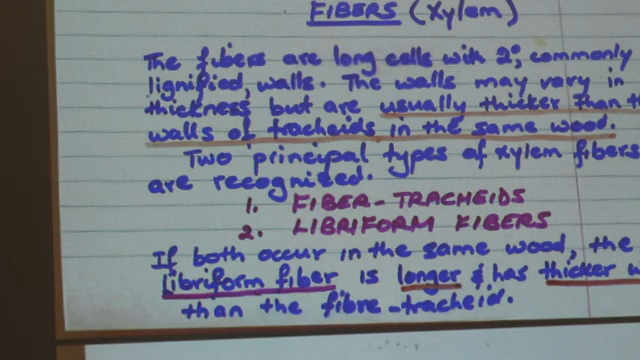 FIBERS (Xylem)
The fibers are long cells with 2°, commonly
lignified, walls. The walls may vary in
thickness but are usually thicker than
walls of tracheids in the same wood.
Two principal types of xylem fibers
are recognized.
1. FIBER-TRACHEIDS
2. LIBRIFORM FIBERS
If both occur in the same wood, the
libriform fiber is longer & has thicker
than the fibre-tracheid.